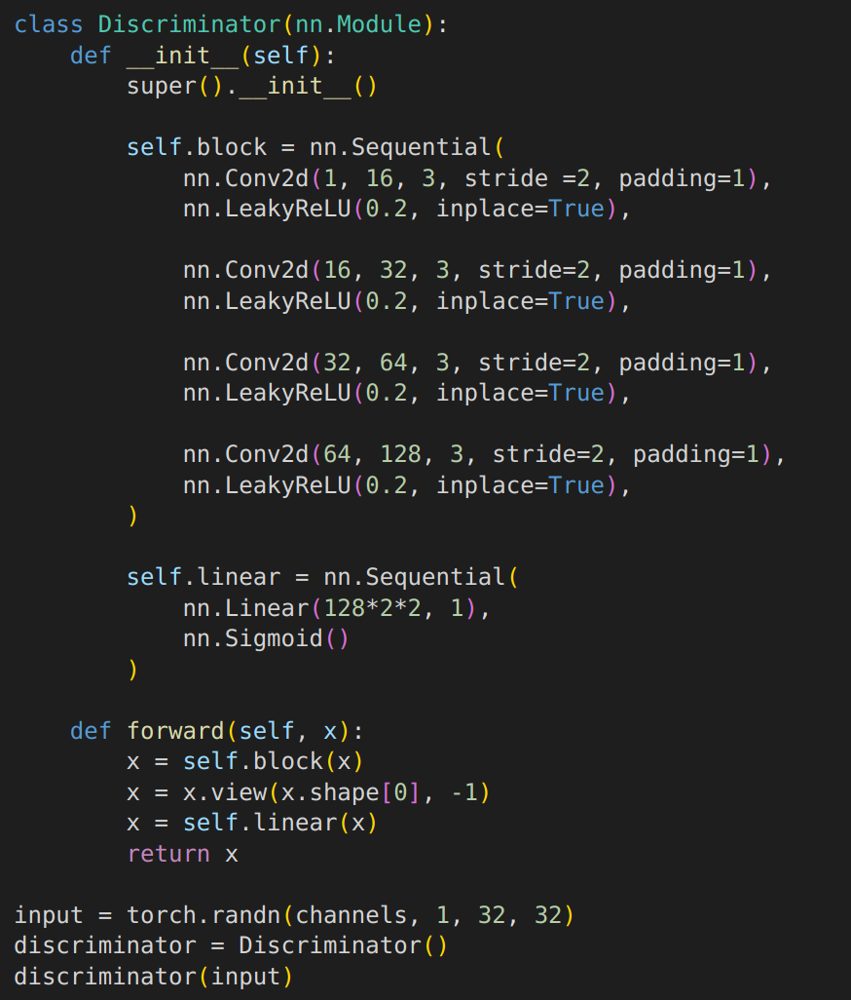 class Discriminator(nn.Module):
    def __init__(self):
        super().__init__()

        self.block = nn.Sequential(
            nn.Conv2d(1, 16, 3, stride =2, padding=1),
            nn.LeakyReLU(0.2, inplace=True),

            nn.Conv2d(16, 32, 3, stride=2, padding=1),
            nn.LeakyReLU(0.2, inplace=True),

            nn.Conv2d(32, 64, 3, stride=2, padding=1),
            nn.LeakyReLU(0.2, inplace=True),

            nn.Conv2d(64, 128, 3, stride=2, padding=1),
            nn.LeakyReLU(0.2, inplace=True),
        )

        self.linear = nn.Sequential(
            nn.Linear(128*2*2, 1),
            nn.Sigmoid()
        )

    def forward(self, x):
        x = self.block(x)
        x = x.view(x.shape[0], -1)
        x = self.linear(x)
        return x

input = torch.randn(channels, 1, 32, 32)
discriminator = Discriminator()
discriminator(input)